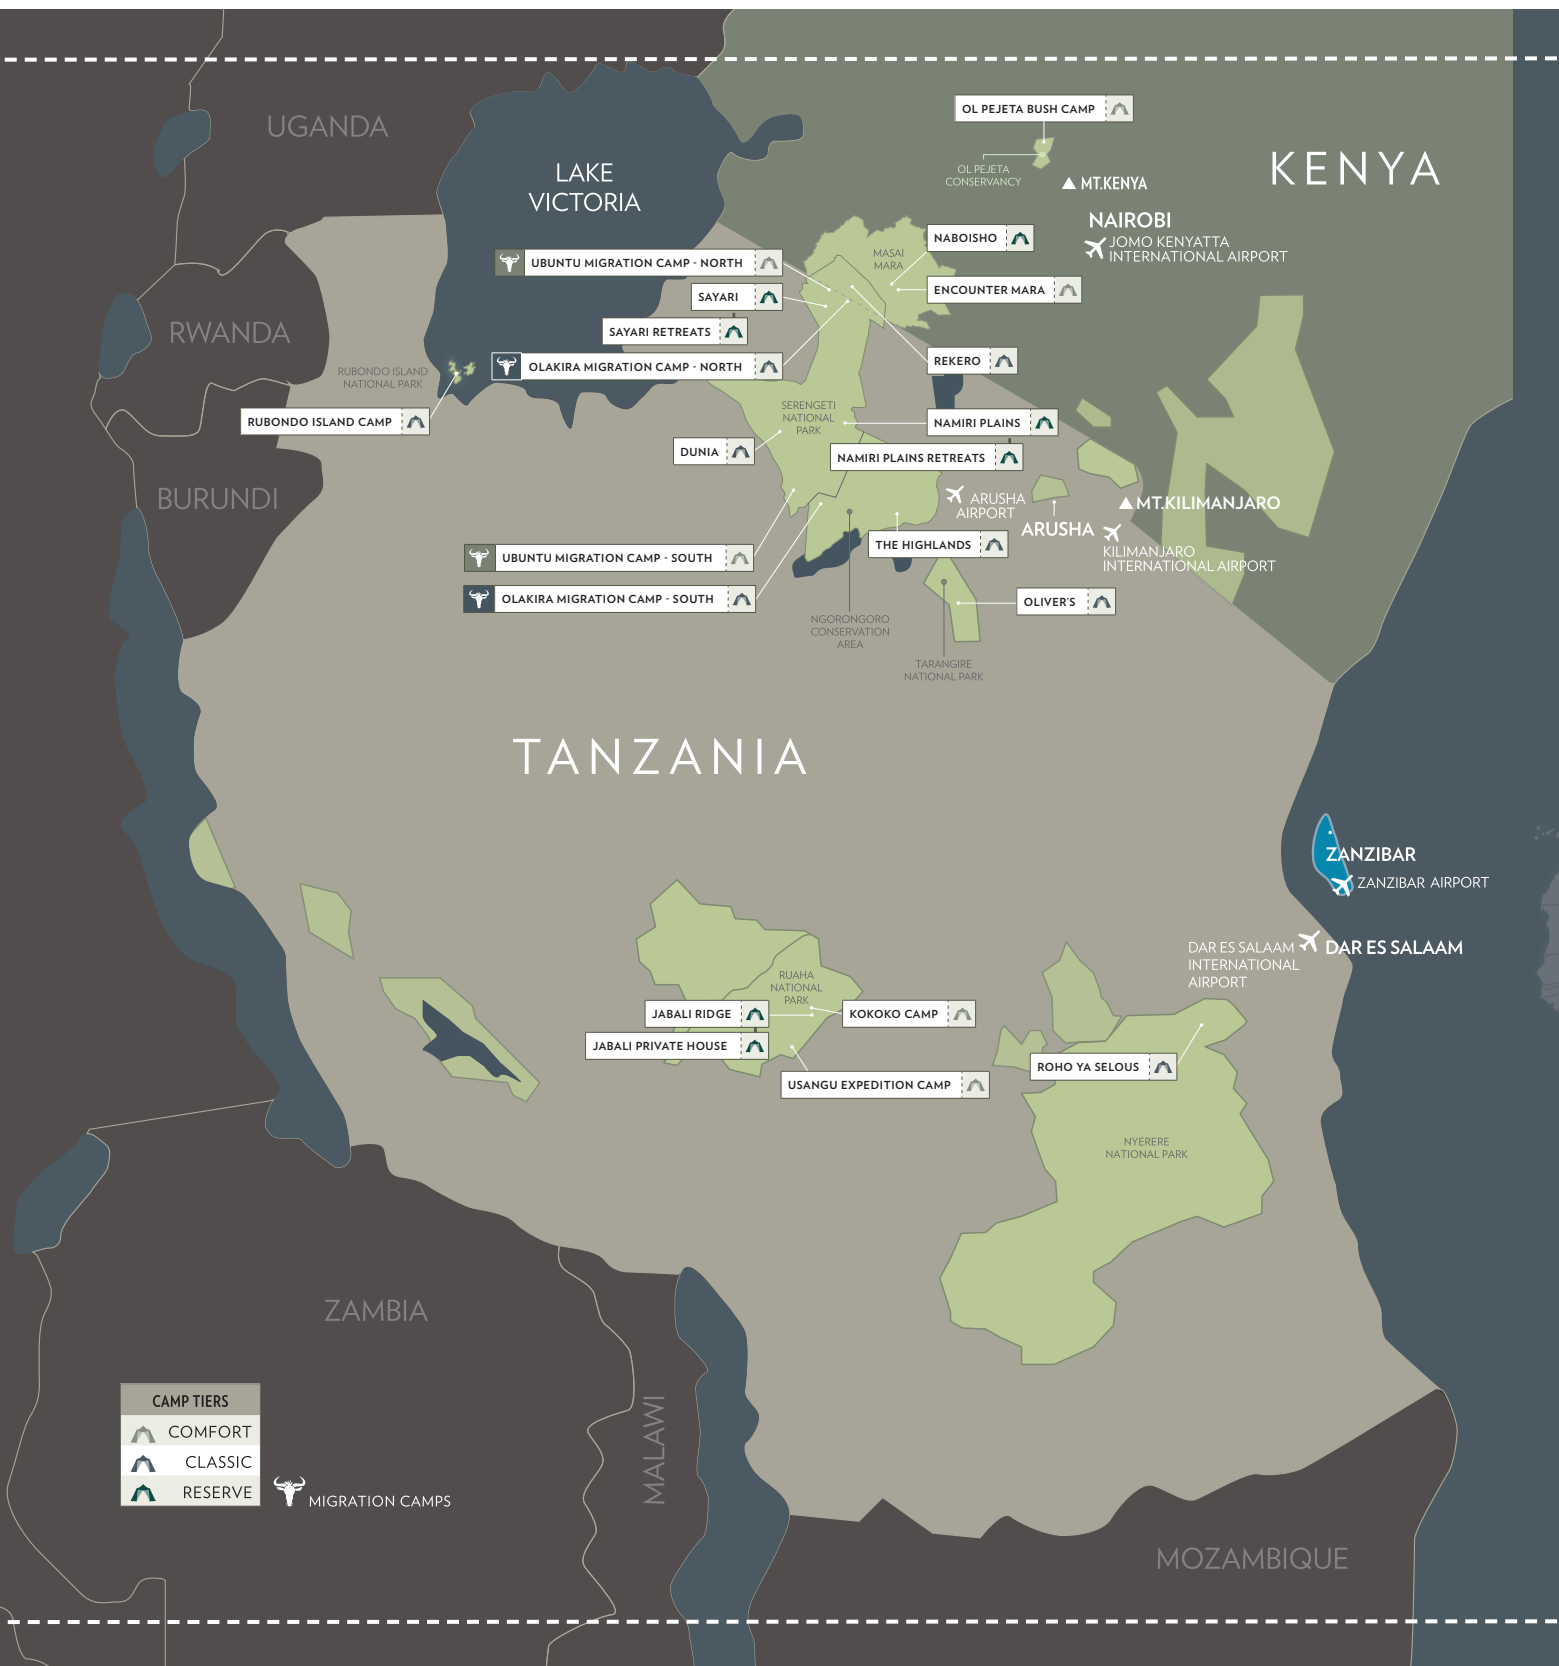 UGANDA
OL PEJETA BUSH CAMP
KENYA
LAKE
VICTORIA
OL PEJETA
CONSERVANCY
MT.KENYA
NAIROBI
JOMO KENYATTA
INTERNATIONAL AIRPORT
NABOISHO
MASAI
MARA
UBUNTU MIGRATION CAMP - NORTH
ENCOUNTER MARA
SAYARI
SAYARI RETREATS
RWANDA
OLAKIRA MIGRATION CAMP - NORTH
REKERO
RUBONDO ISLAND
NATIONAL PARK
RUBONDO ISLAND CAMP
SERENGETI
NATIONAL
PARK
NAMIRI PLAINS
DUNIA
NAMIRI PLAINS RETREATS
BURUNDI
ARUSHA
AIRPORT
MT.KILIMANJARO
ARUSHA
KILIMANJARO
INTERNATIONAL AIRPORT
THE HIGHLANDS
UBUNTU MIGRATION CAMP - SOUTH
OLAKIRA MIGRATION CAMP - SOUTH
OLIVER'S
NGORONGORO
CONSERVATION
AREA
TARANGIRE
NATIONAL PARK
TANZANIA
ZANZIBAR
ZANZIBAR AIRPORT
DAR ES SALAAM
INTERNATIONAL
AIRPORT
DAR ES SALAAM
RUAHA
NATIONAL
PARK
JABALI RIDGE
KOKOKO CAMP
JABALI PRIVATE HOUSE
USANGU EXPEDITION CAMP
ROHO YA SELOUS
NYERERE
NATIONAL PARK
ZAMBIA
MALAWI
CAMP TIERS
COMFORT
CLASSIC
RESERVE
MIGRATION CAMPS
MOZAMBIQUE